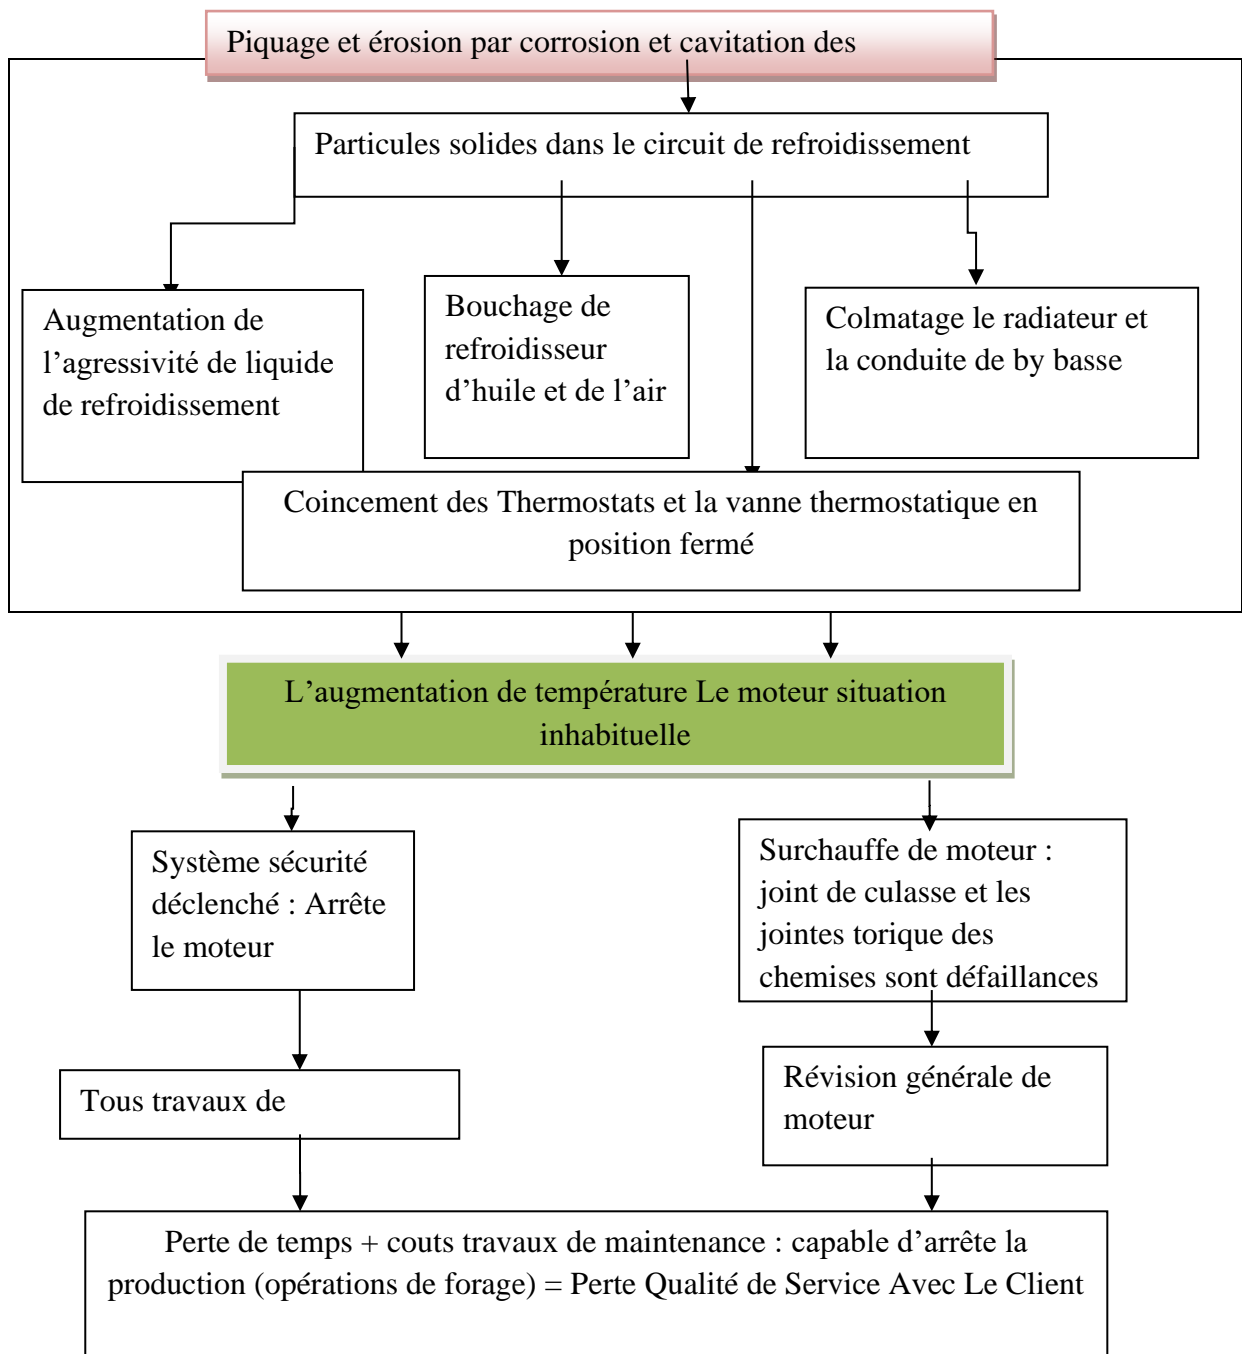 Piquage et érosion par corrosion et cavitation des
Particules solides dans le circuit de refroidissement
Augmentation de
l’agressivité de liquide
de refroidissement
Bouchage de
refroidisseur
d’huile et de l’air
Colmatage le radiateur et
la conduite de by basse
Coincement des Thermostats et la vanne thermostatique en
position fermé
L’augmentation de température Le moteur situation
inhabituelle
Système sécurité
déclenché : Arrête
le moteur
Surchauffe de moteur :
joint de culasse et les
jointes torique des
chemises sont défaillances
Tous travaux de
Révision générale de
moteur
Perte de temps + couts travaux de maintenance : capable d’arrête la
production (opérations de forage) = Perte Qualité de Service Avec Le Client